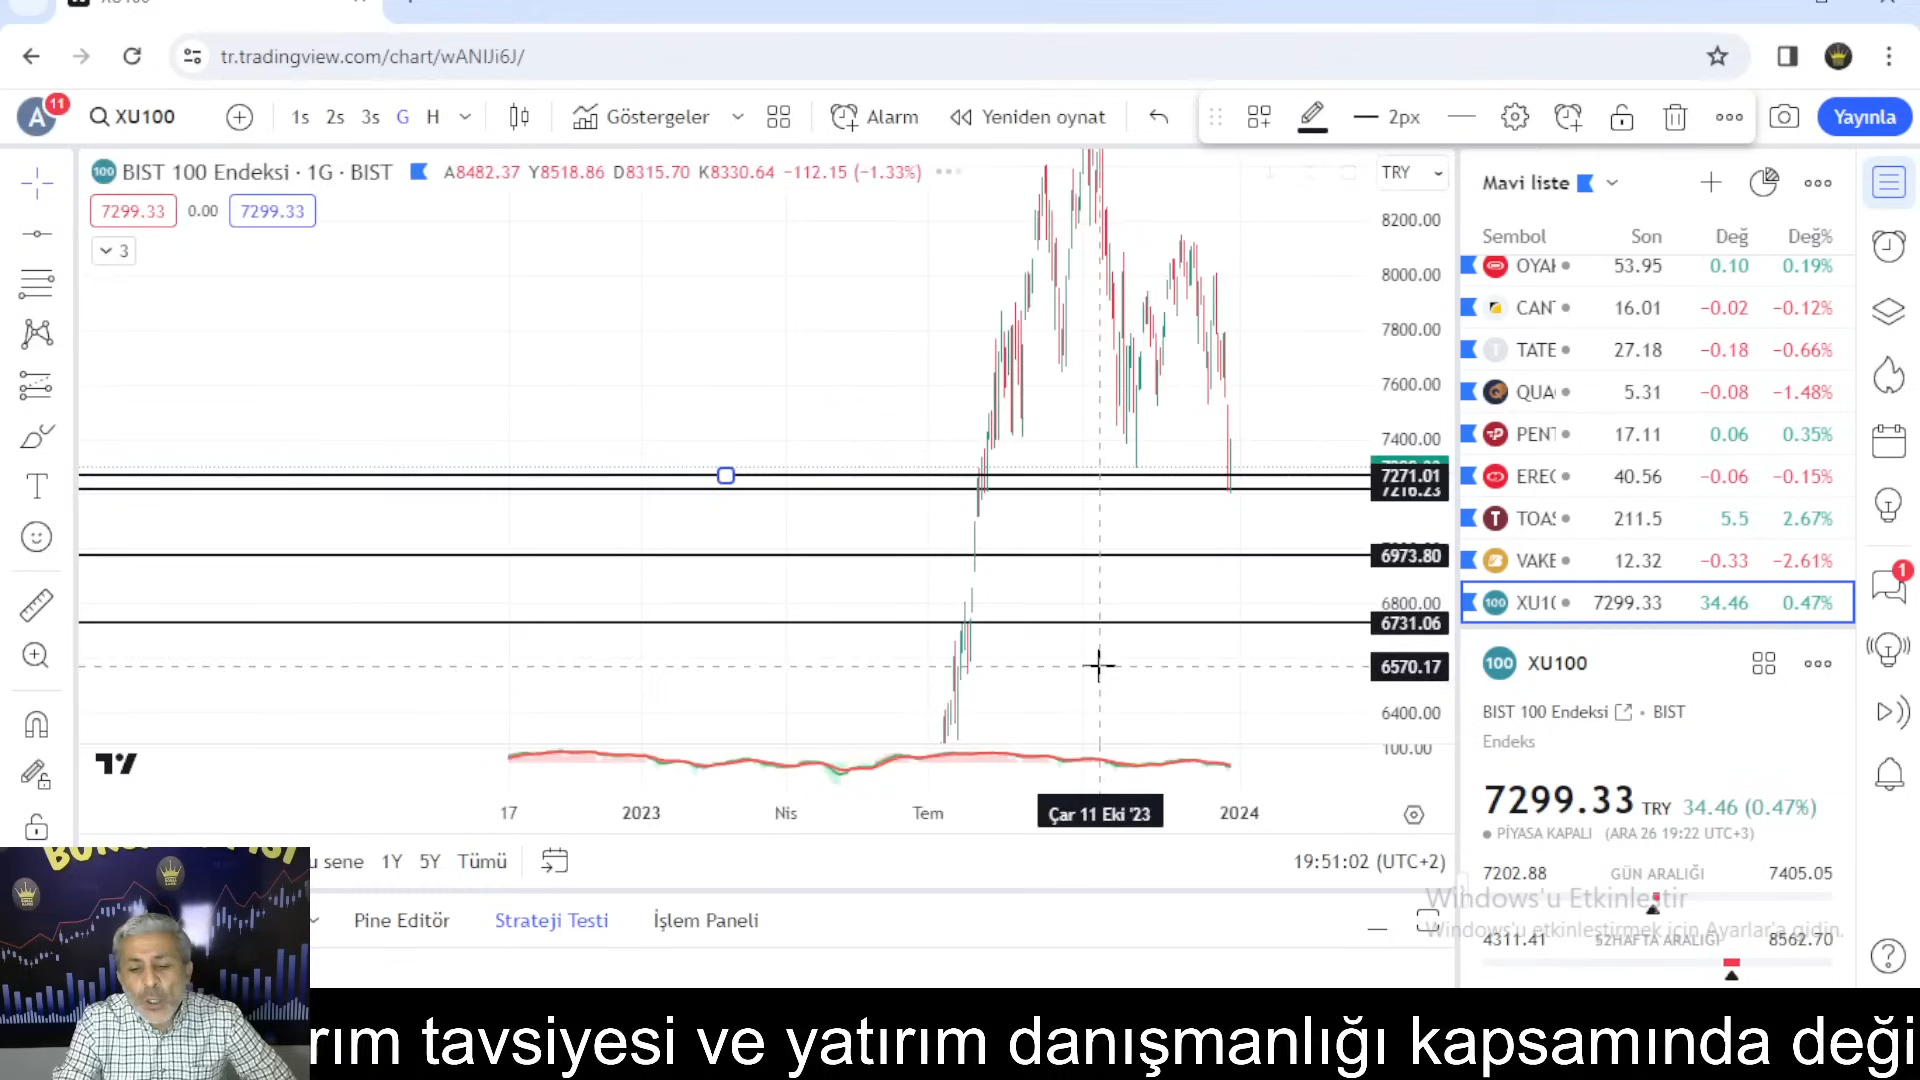 tr.tradingview.com/chart/wANIJi6J/
A 11 XU100 1s 2s 3s G H Göstergeler Alarm Yeniden oynat 2px Yayınla
100 BIST 100 Endeksi · 1G · BIST A8482.37 Y8518.86 D8315.70 K8330.64 −112.15 (−1.33%)
TRY
7299.33 0.00 7299.33
3
8200.00
8000.00
7800.00
7600.00
7400.00
7271.01
7216.23
6973.80
6800.00
6731.06
6570.17
6400.00
100.00
17 2023 Nis Tem Çar 11 Eki '23 2024
sene 1Y 5Y Tümü 19:51:02 (UTC+2)
Pine Editör Strateji Testi İşlem Paneli
Mavi liste
Sembol Son Değ Değ%
53.95 0.10 0.19%
CAN 16.01 −0.02 −0.12%
TATE 27.18 −0.18 −0.66%
QUA 5.31 −0.08 −1.48%
PEN 17.11 0.06 0.35%
ERE 40.56 −0.06 −0.15%
T TOA 211.5 5.5 2.67%
VAKE 12.32 −0.33 −2.61%
100 XU1 7299.33 34.46 0.47%
1
100 XU100
BIST 100 Endeksi • BIST
Endeks
7299.33 TRY 34.46 (0.47%)
PİYASA KAPALI (ARA 26 19:22 UTC+3)
7202.88 GÜN ARALIĞI 7405.05
Windows'u Etkinleştir
Windows'u etkinleştirmek için Ayarlar'a gidin.
4311.41 52HAFTA ARALIĞI 8562.70
rım tavsiyesi ve yatırım danışmanlığı kapsamında deği